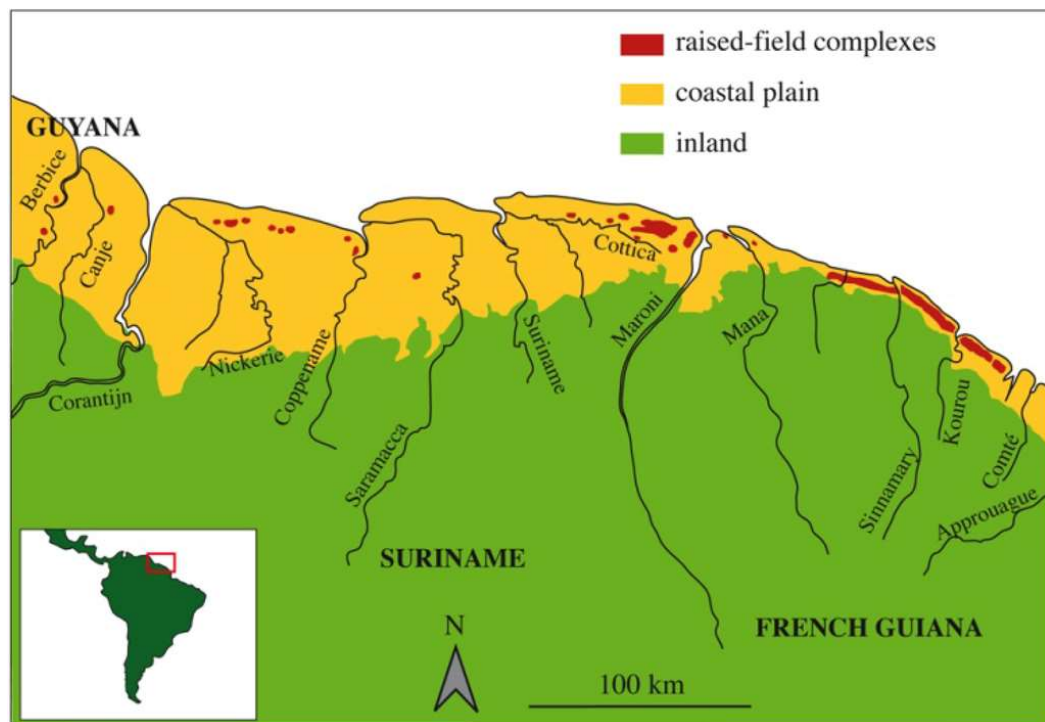 raised-field complexes
coastal plain
inland
GUYANA
Berbice
Canje
Corantijn
Nickerie
Coppename
Saramacca
Suriname
Cottica
Maroni
Mana
Sinnamary
Kourou
Comté
Approuague
SURINAME
FRENCH GUIANA
N
100 km